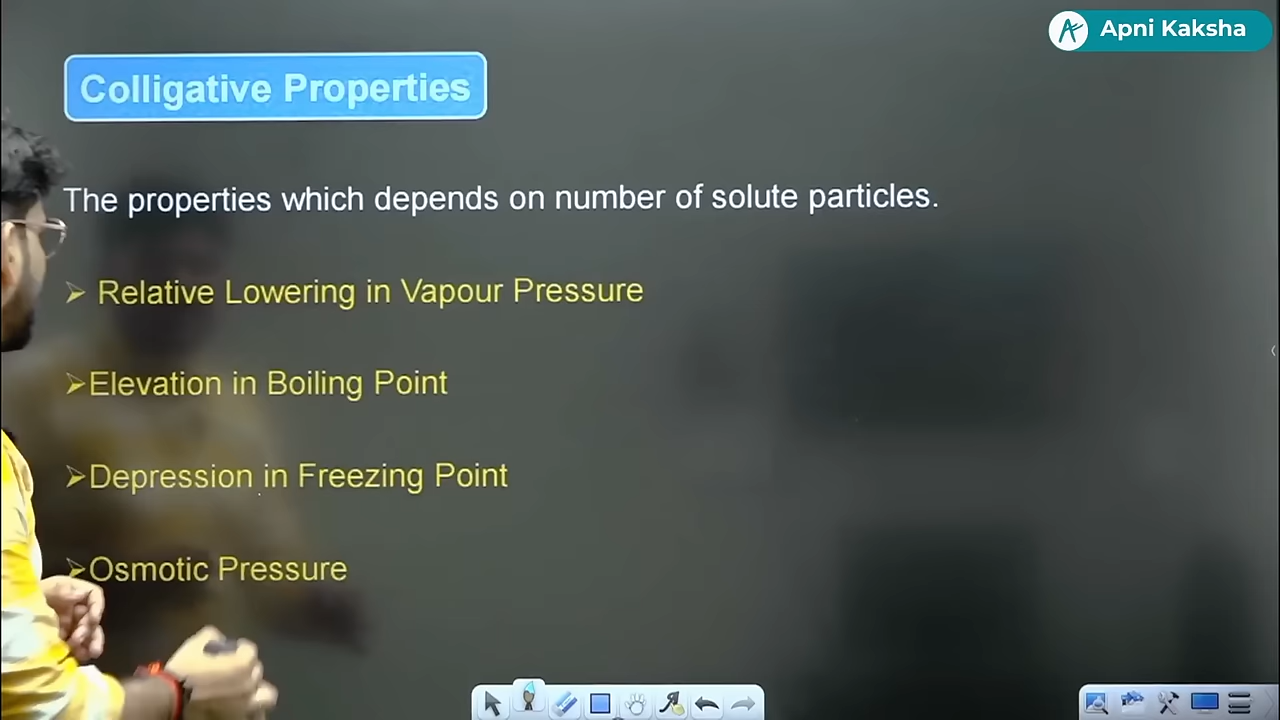 Apni Kaksha
Colligative Properties
The properties which depends on number of solute particles.
➤ Relative Lowering in Vapour Pressure
➤Elevation in Boiling Point
➤Depression in Freezing Point
➤Osmotic Pressure